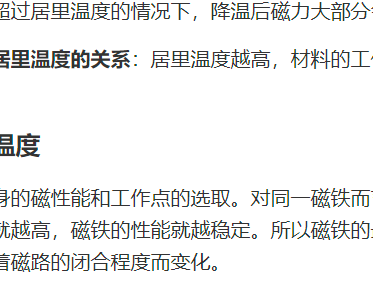 超过居里温度的情况下，降温后磁力大部分
居里温度的关系：居里温度越高，材料的工
温度
身的磁性能和工作点的选取。对同一磁铁而
就越高，磁铁的性能就越稳定。所以磁铁的
着磁路的闭合程度而变化。